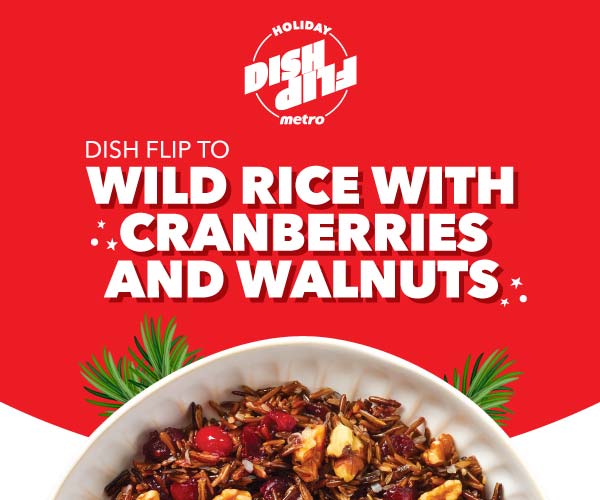 HOLIDAY
DISH
FLIP
metro
DISH FLIP TO
WILD RICE WITH
CRANBERRIES
AND WALNUTS